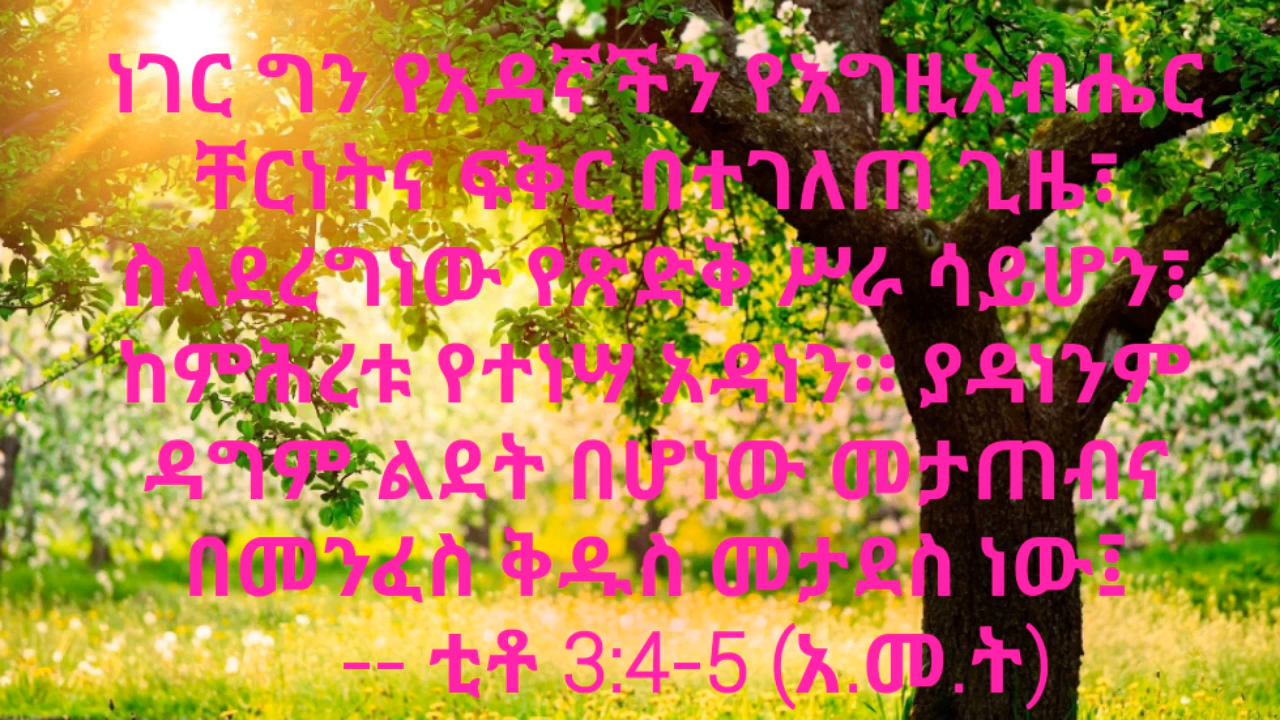 ነገር ግን የአዳኛችን የእግዚአብሔር
ቸርነትና ፍቅር በተገለጠ ጊዜ፣
ስላደረግነው የጽድቅ ሥራ ሳይሆን፣
ከምሕረቱ የተነሣ አዳነን። ያዳነንም
ዳግም ልደት በሆነው መታጠብና
በመንፈስ ቅዱስ መታደስ ነው፤
-- ቲቶ 3:4-5 (አ.መ.ት)